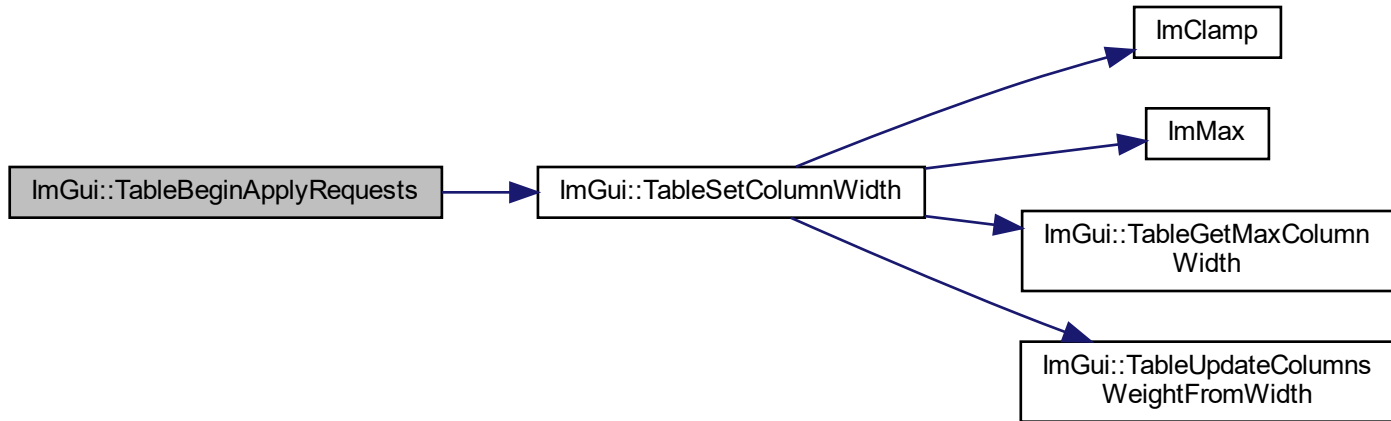 ImClamp
ImMax
ImGui::TableBeginApplyRequests
ImGui::TableSetColumnWidth
ImGui::TableGetMaxColumn
Width
ImGui::TableUpdateColumns
WeightFromWidth